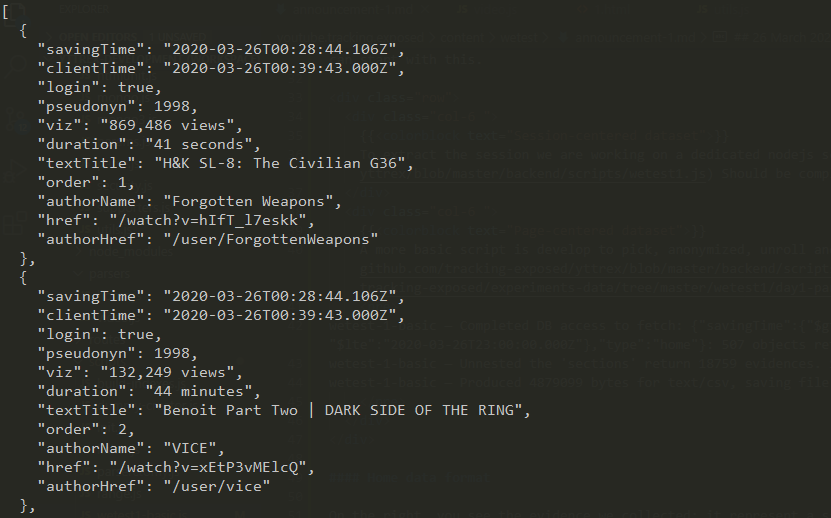 [
  {
    "savingTime": "2020-03-26T00:28:44.106Z",
    "clientTime": "2020-03-26T00:39:43.000Z",
    "login": true,
    "pseudonyn": 1998,
    "viz": "869,486 views",
    "duration": "41 seconds",
    "textTitle": "H&K SL-8: The Civilian G36",
    "order": 1,
    "authorName": "Forgotten Weapons",
    "href": "/watch?v=hIfT_l7eskk",
    "authorHref": "/user/ForgottenWeapons"
  },
  {
    "savingTime": "2020-03-26T00:28:44.106Z",
    "clientTime": "2020-03-26T00:39:43.000Z",
    "login": true,
    "pseudonyn": 1998,
    "viz": "132,249 views",
    "duration": "44 minutes",
    "textTitle": "Benoit Part Two | DARK SIDE OF THE RING",
    "order": 2,
    "authorName": "VICE",
    "href": "/watch?v=xEtP3vMElcQ",
    "authorHref": "/user/vice"
  },